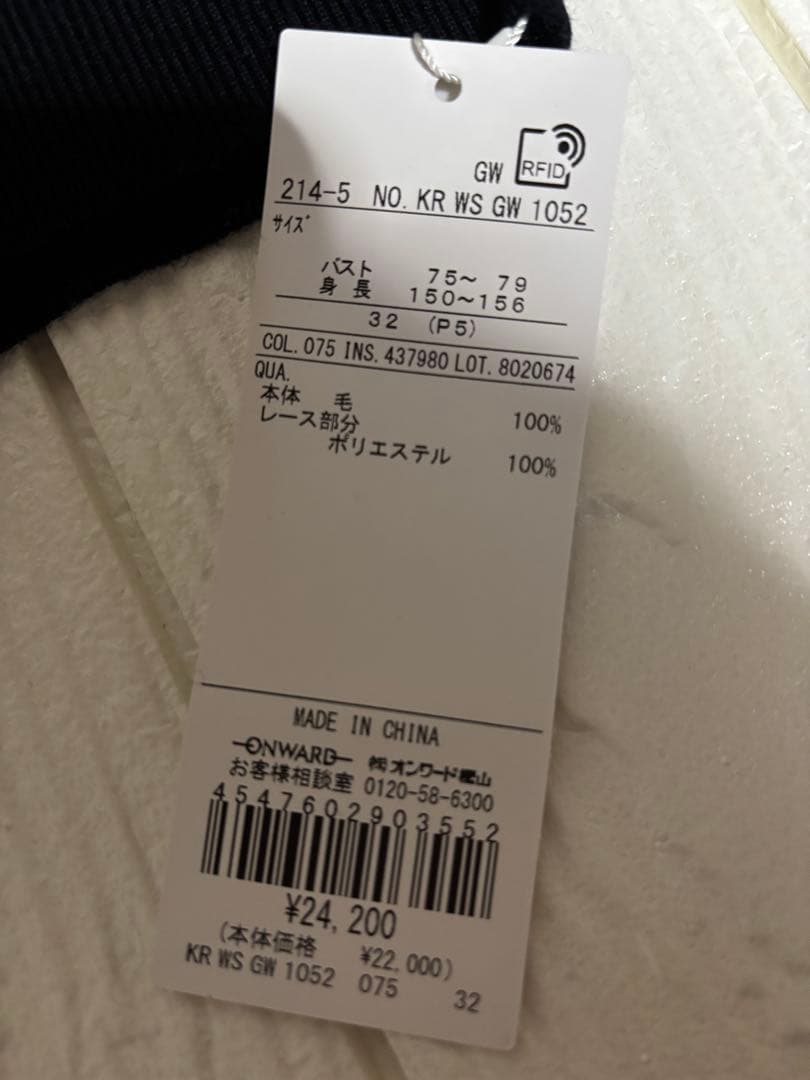 GW RFID
214-5 NO. KR WS GW 1052
サイズ
バスト 75〜 79
身長 150〜156
32 (P5)
COL. 075 INS. 437980 LOT. 8020674
QUA.
本体 毛 100%
レース部分
ポリエステル 100%
MADE IN CHINA
ONWARD ㈱オンワード樫山
お客様相談室 0120-58-6300
4547602903552
¥24,200
(本体価格 ¥22,000)
KR WS GW 1052 075 32